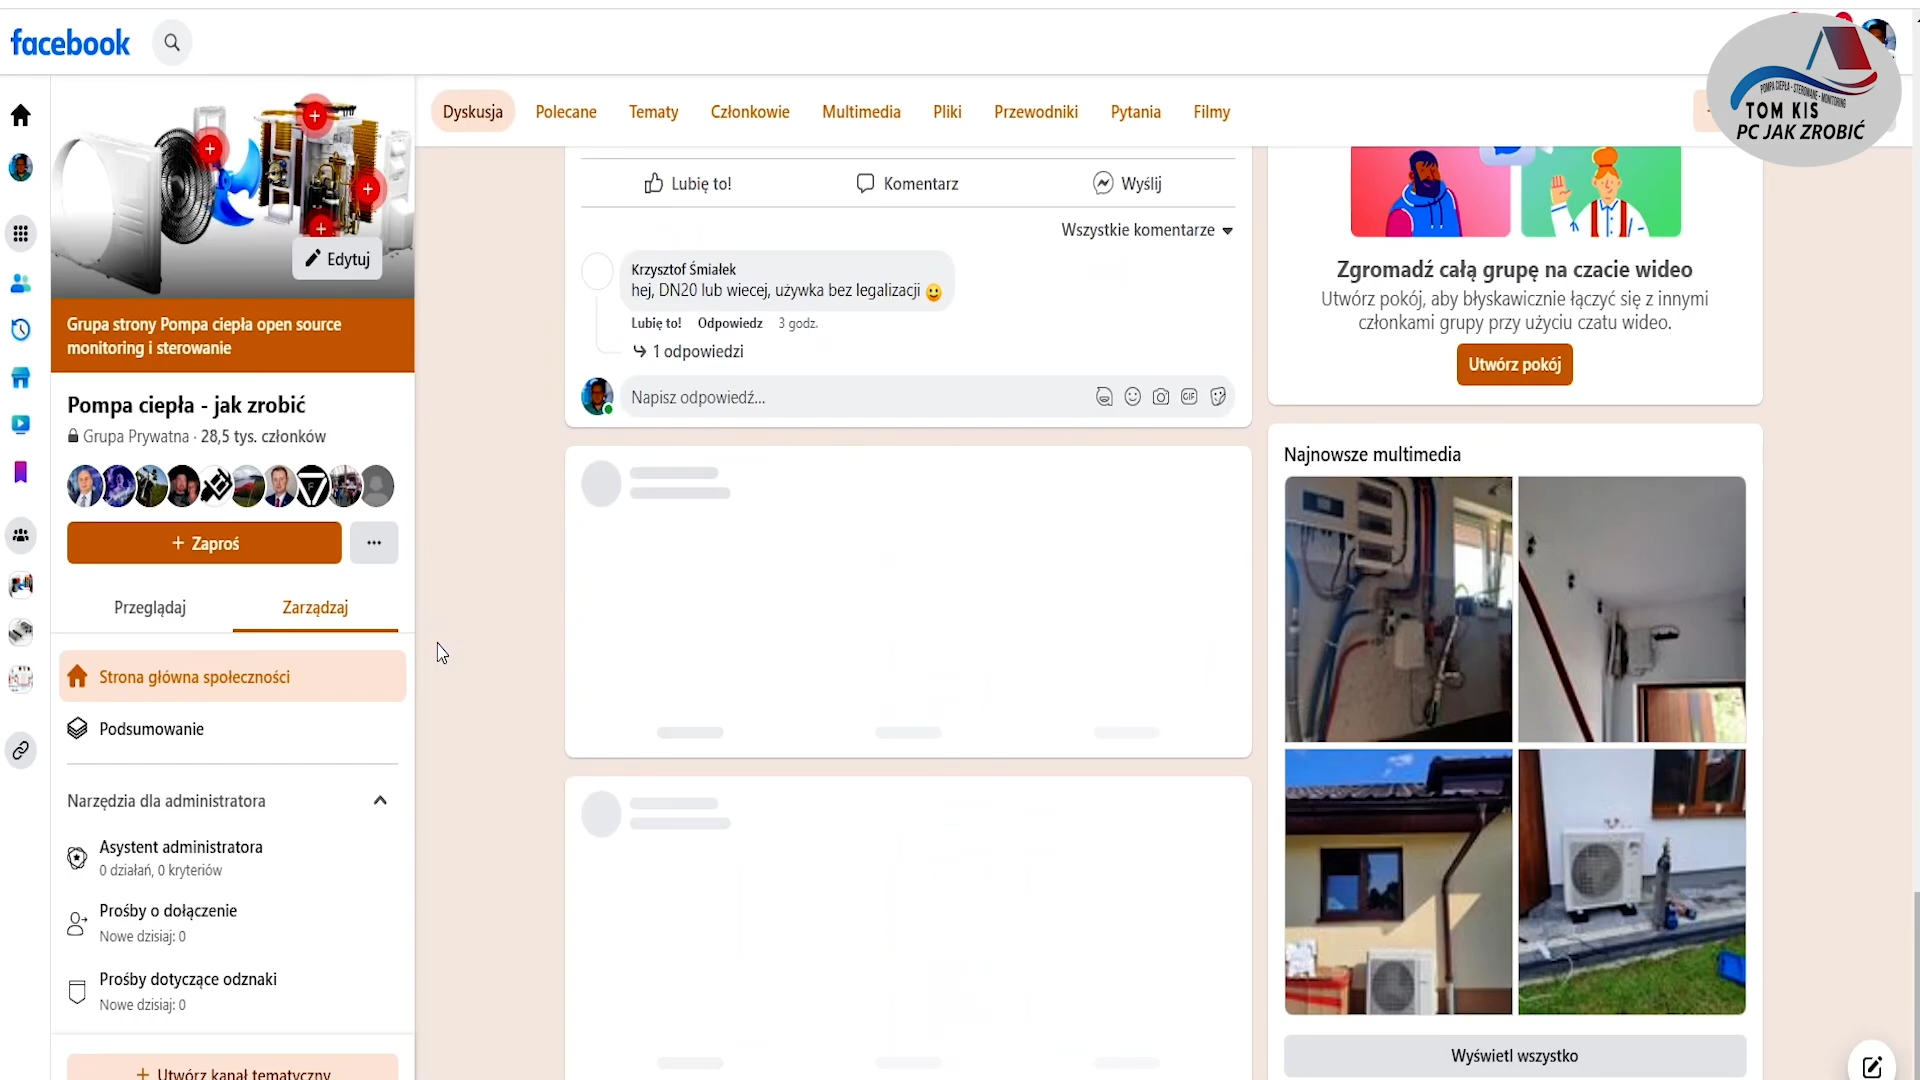 facebook
POMPA CIEPŁA - STEROWANIE - MONITORING
TOM KIS
PC JAK ZROBIĆ
Dyskusja
Polecane
Tematy
Członkowie
Multimedia
Pliki
Przewodniki
Pytania
Filmy
Edytuj
Grupa strony Pompa ciepła open source
monitoring i sterowanie
Pompa ciepła - jak zrobić
Grupa Prywatna · 28,5 tys. członków
+ Zaproś
Przeglądaj
Zarządzaj
Strona główna społeczności
Podsumowanie
Narzędzia dla administratora
Asystent administratora
0 działań, 0 kryteriów
Prośby o dołączenie
Nowe dzisiaj: 0
Prośby dotyczące odznaki
Nowe dzisiaj: 0
+ Utwórz kanał tematyczny
Lubię to!
Komentarz
Wyślij
Wszystkie komentarze
Krzysztof Śmiałek
hej, DN20 lub wiecej, używka bez legalizacji
Lubię to! Odpowiedz 3 godz.
1 odpowiedzi
Napisz odpowiedź...
GIF
Zgromadź całą grupę na czacie wideo
Utwórz pokój, aby błyskawicznie łączyć się z innymi
członkami grupy przy użyciu czatu wideo.
Utwórz pokój
Najnowsze multimedia
Wyświetl wszystko